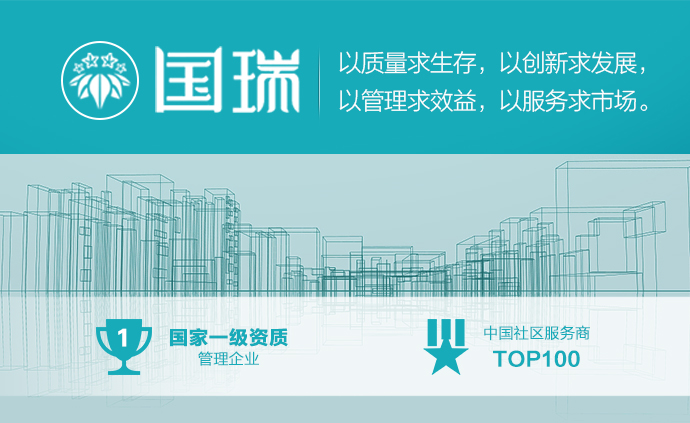 国瑞
以质量求生存，以创新求发展，
以管理求效益，以服务求市场。
1
国家一级资质
管理企业
中国社区服务商
TOP100